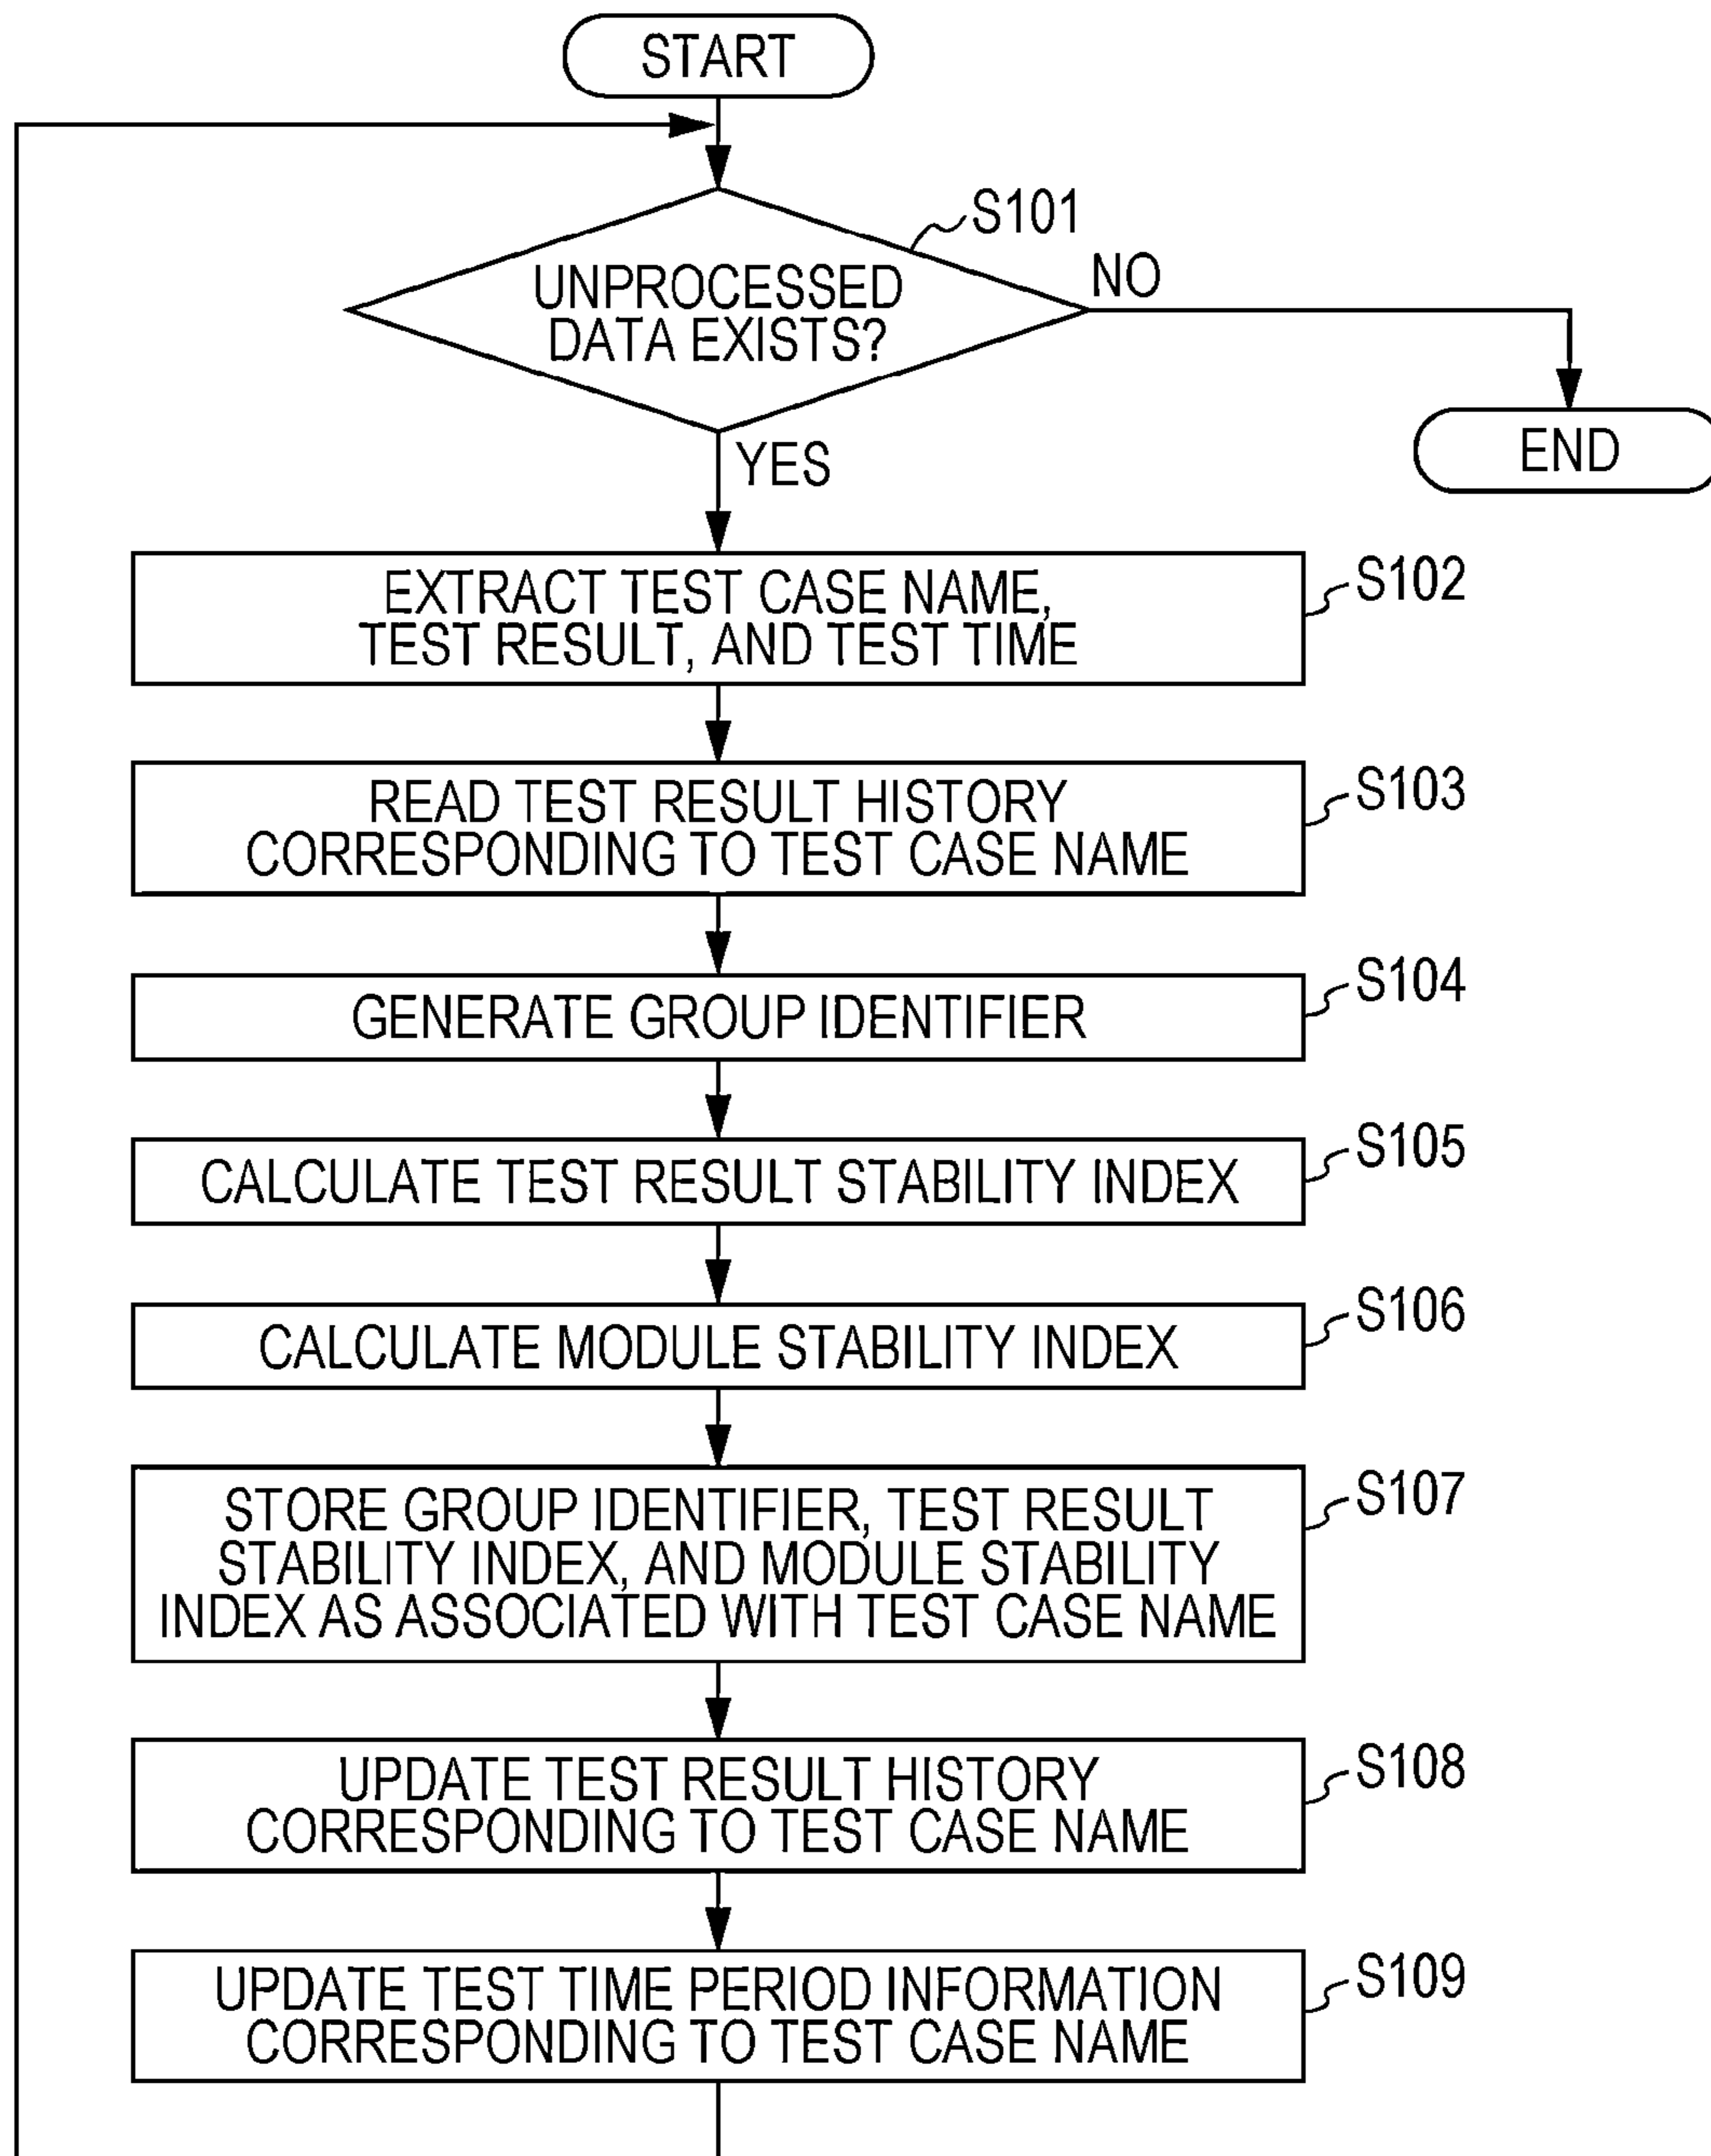 START
S101
UNPROCESSED
DATA EXISTS?
NO
YES
END
EXTRACT TEST CASE NAME,
TEST RESULT, AND TEST TIME
S102
READ TEST RESULT HISTORY
CORRESPONDING TO TEST CASE NAME
S103
GENERATE GROUP IDENTIFIER
S104
CALCULATE TEST RESULT STABILITY INDEX
S105
CALCULATE MODULE STABILITY INDEX
S106
STORE GROUP IDENTIFIER, TEST RESULT
STABILITY INDEX, AND MODULE STABILITY
INDEX AS ASSOCIATED WITH TEST CASE NAME
S107
UPDATE TEST RESULT HISTORY
CORRESPONDING TO TEST CASE NAME
S108
UPDATE TEST TIME PERIOD INFORMATION
CORRESPONDING TO TEST CASE NAME
S109